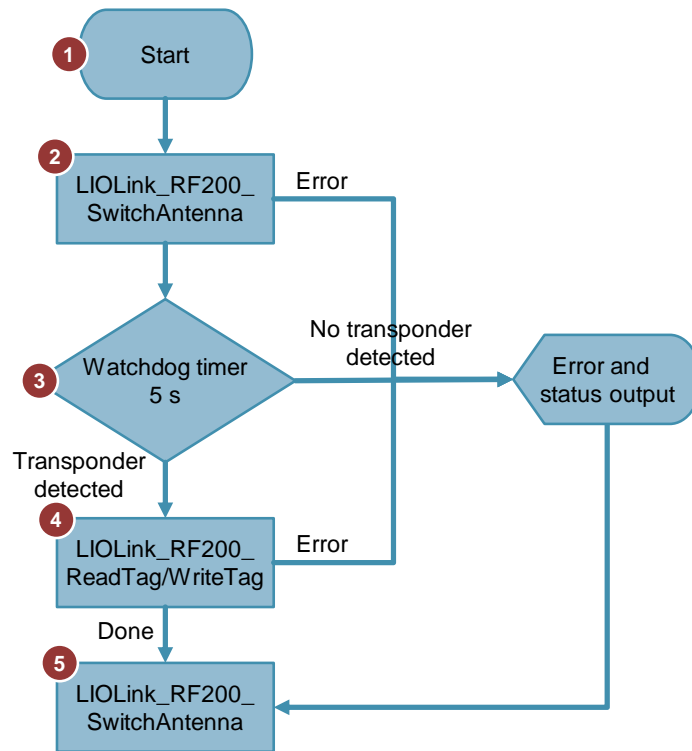 1
Start
2
LIOLink_RF200_
SwitchAntenna
Error
3
Watchdog timer
5 s
No transponder
detected
Error and
status output
Transponder
detected
4
LIOLink_RF200_
ReadTag/WriteTag
Error
Done
5
LIOLink_RF200_
SwitchAntenna